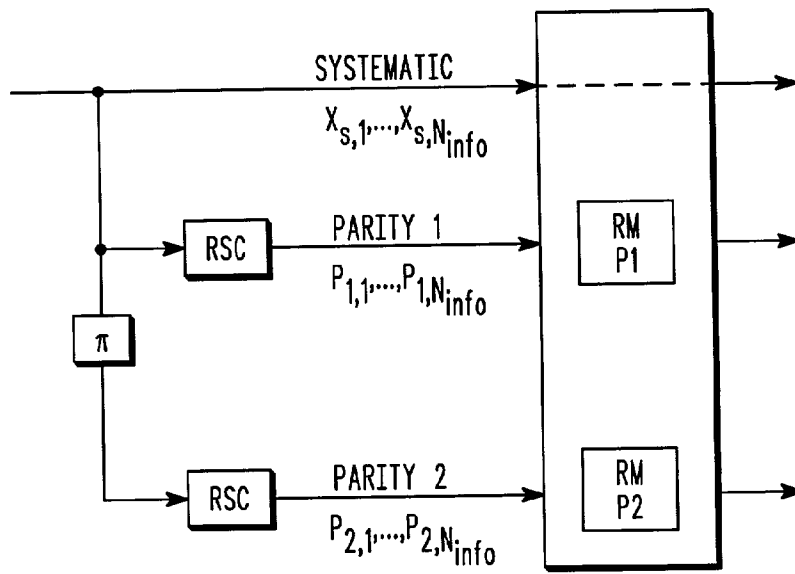 SYSTEMATIC
X_{s,1},...,X_{s,N_{info}}
RSC
PARITY 1
P_{1,1},...,P_{1,N_{info}}
RM
P1
π
RSC
PARITY 2
P_{2,1},...,P_{2,N_{info}}
RM
P2